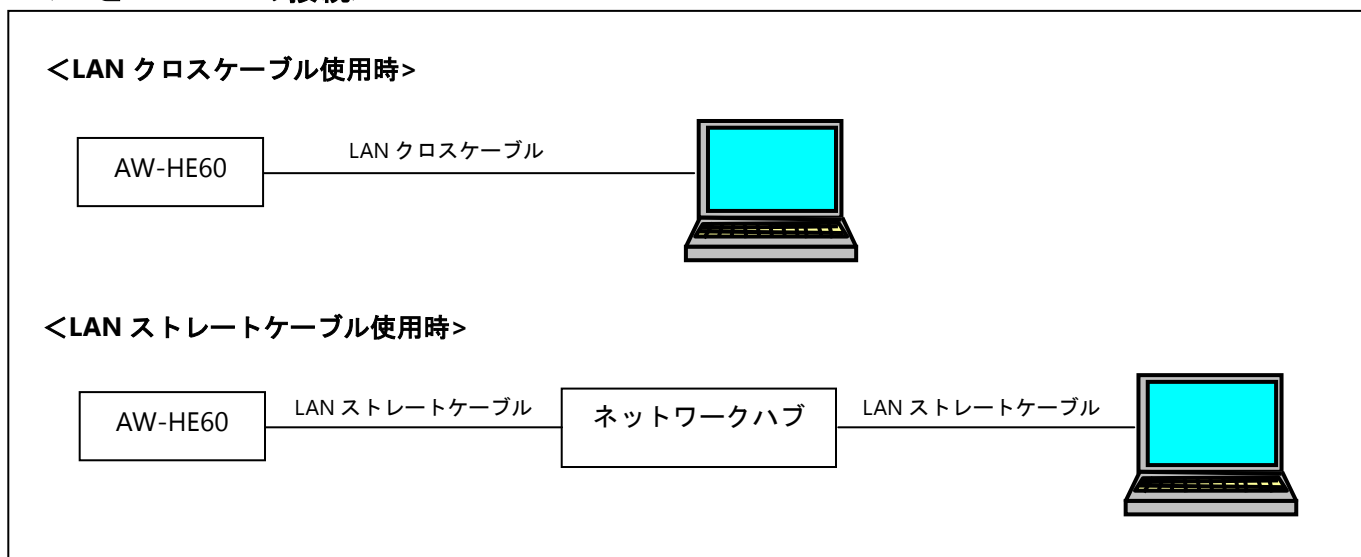 ＜LAN クロスケーブル使用時>
AW-HE60
LAN クロスケーブル
＜LAN ストレートケーブル使用時>
AW-HE60
LAN ストレートケーブル
ネットワークハブ
LAN ストレートケーブル